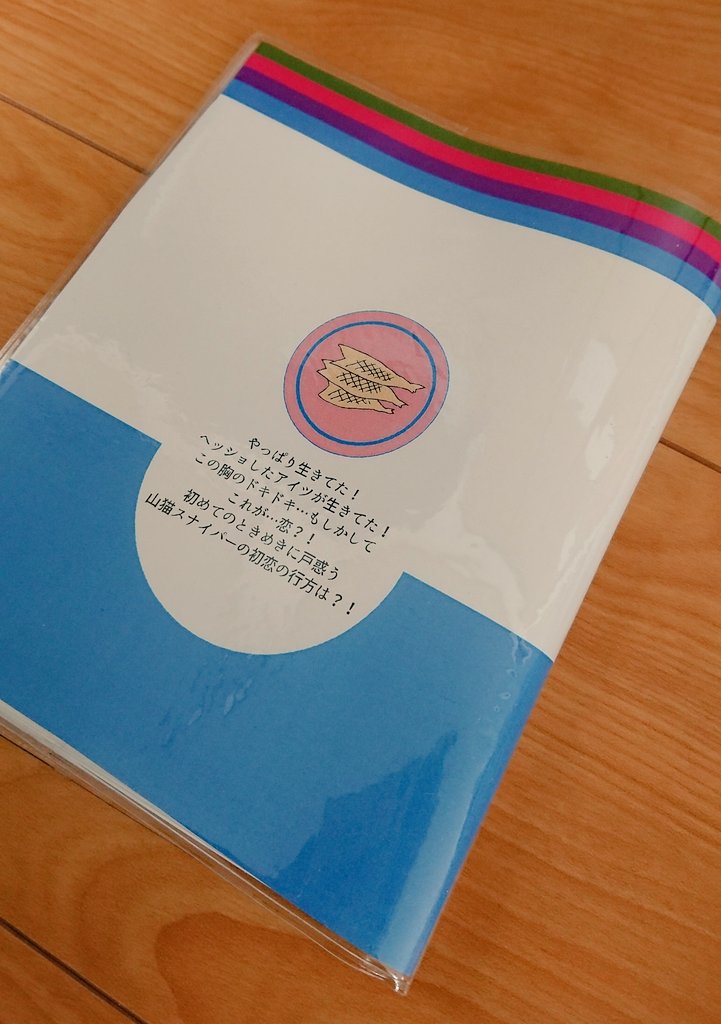 やっぱり生きてた！
ヘッショしたアイツが生きてた！
この胸のドキドキ…もしかして
これが…恋？！
初めてのときめきに戸惑う
山猫スナイパーの初恋の行方は？！